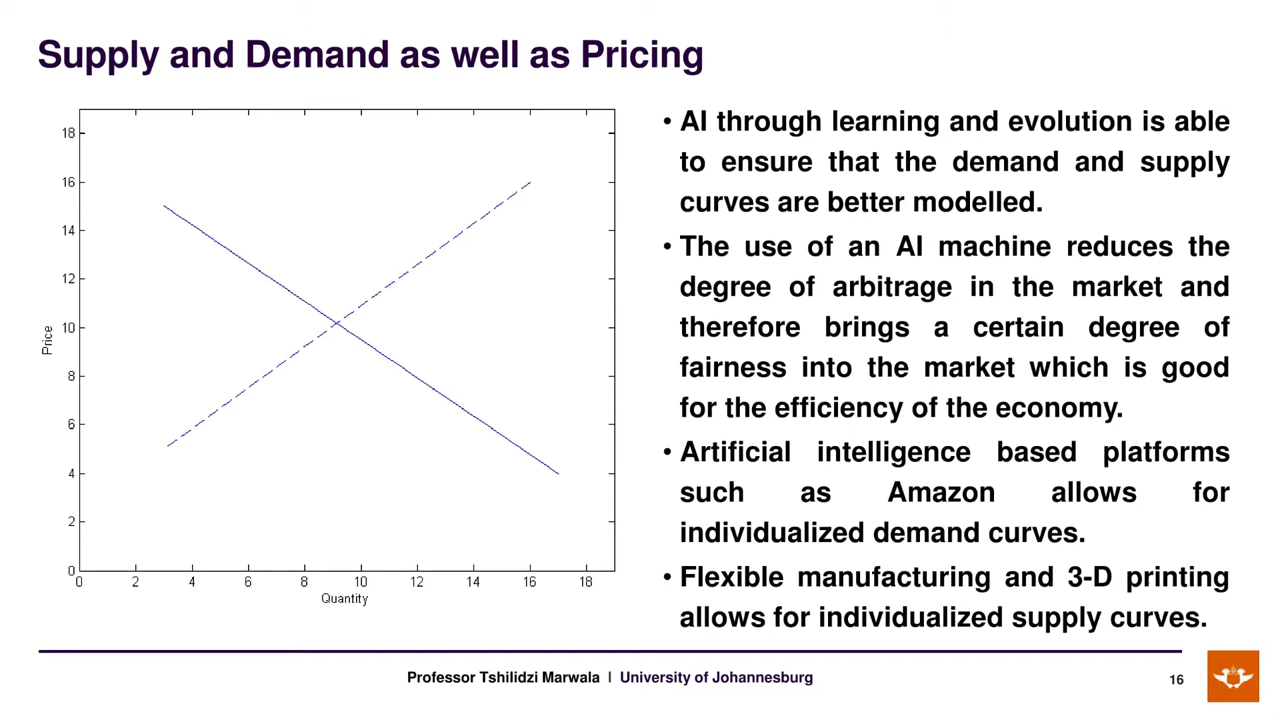 Supply and Demand as well as Pricing
18
16
14
12
10
8
6
4
2
0
Price
0 2 4 6 8 10 12 14 16 18
Quantity
• AI through learning and evolution is able
to ensure that the demand and supply
curves are better modelled.
• The use of an AI machine reduces the
degree of arbitrage in the market and
therefore brings a certain degree of
fairness into the market which is good
for the efficiency of the economy.
• Artificial intelligence based platforms
such as Amazon allows for
individualized demand curves.
• Flexible manufacturing and 3-D printing
allows for individualized supply curves.
Professor Tshilidzi Marwala | University of Johannesburg
16